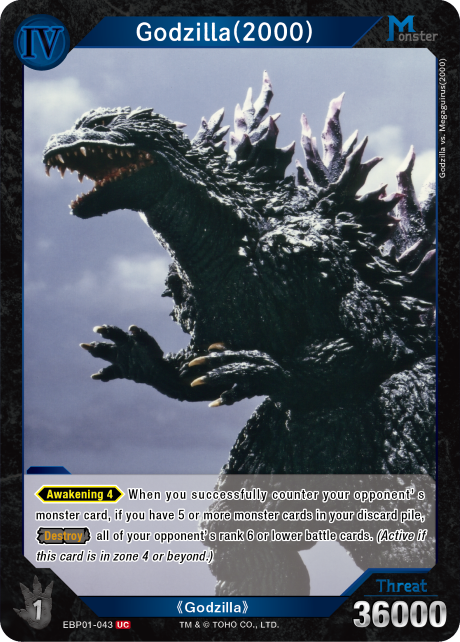 IV
Godzilla(2000)
Monster
Godzilla vs. Megaguirus(2000)
Awakening 4 When you successfully counter your opponent's
monster card, if you have 5 or more monster cards in your discard pile,
Destroy all of your opponent's rank 6 or lower battle cards. (Active if
this card is in zone 4 or beyond.)
1
《Godzilla》
Threat
36000
EBP01-043 UC
TM & © TOHO CO., LTD.